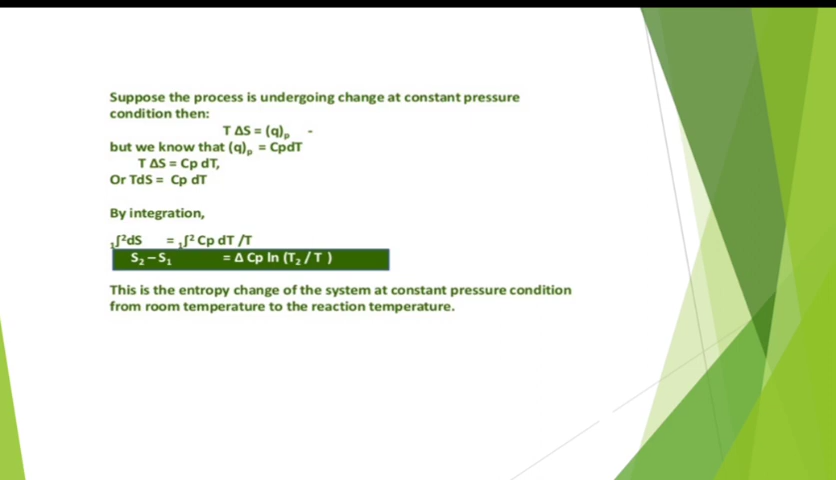 Suppose the process is undergoing change at constant pressure
condition then:
T ΔS = (q)ₚ -
but we know that (q)ₚ = CpdT
T ΔS = Cp dT,
Or TdS = Cp dT
By integration,
₁∫²dS = ₁∫² Cp dT /T
S₂ – S₁ = Δ Cp ln (T₂ / T )
This is the entropy change of the system at constant pressure condition
from room temperature to the reaction temperature.